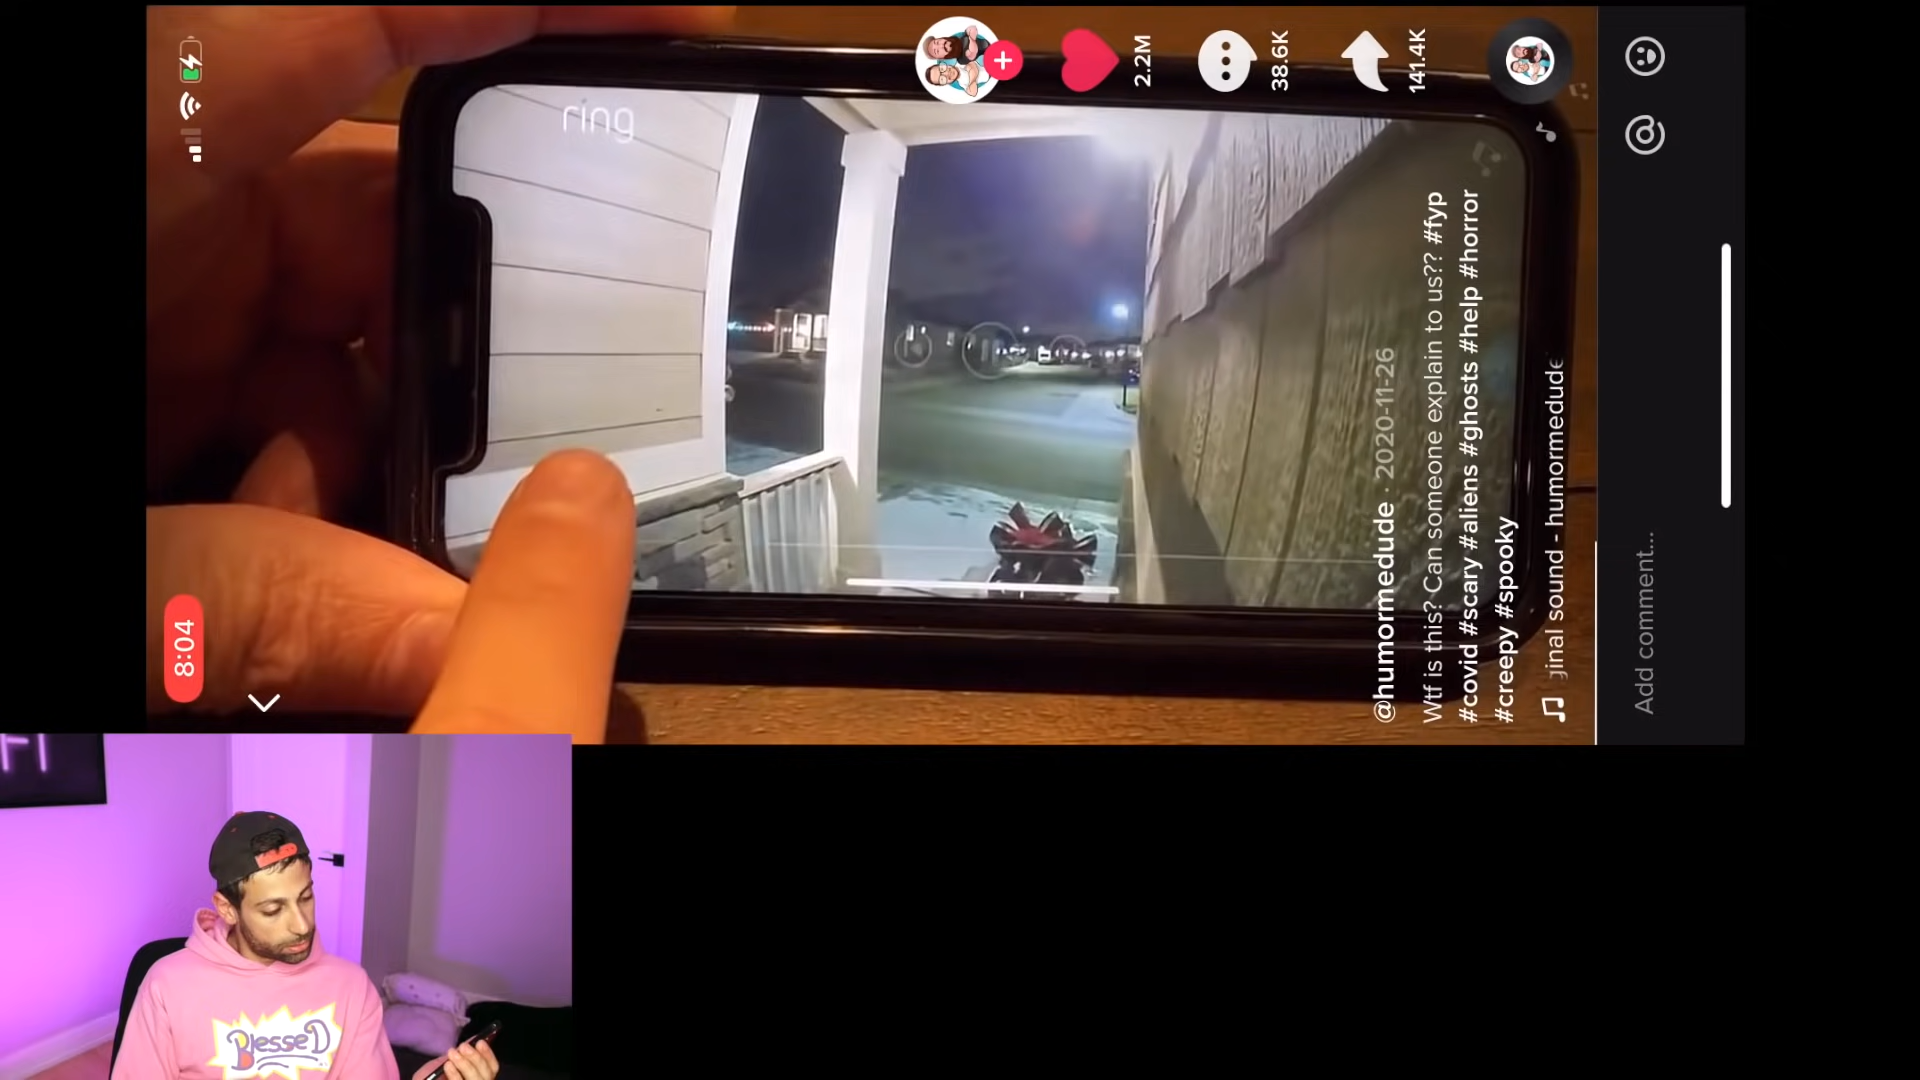 8:04
ring
2.2M
38.6K
141.4K
@humormedude · 2020-11-26
Wtf is this? Can someone explain to us?? #fyp
#covid #scary #aliens #ghosts #help #horror
#creepy #spooky
ginal sound - humormedude
Add comment...
BlesseD